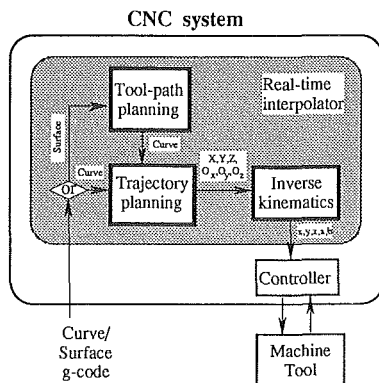 CNC system
Tool-path
planning
Real-time
interpolator
Surface
Curve
Curve
Or
Trajectory
planning
X,Y,Z,
Ox,Oy,Oz
Inverse
kinematics
x,y,z,a,b
Controller
Curve/
Surface
g-code
Machine
Tool